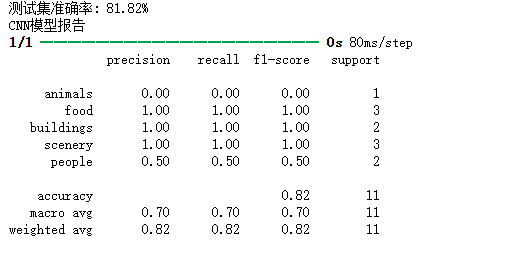 测试集准确率: 81.82%
CNN模型报告
1/1 ━━━━━━━━━━━━━━━━━━━━ 0s 80ms/step
precision recall f1-score support
animals 0.00 0.00 0.00 1
food 1.00 1.00 1.00 3
buildings 1.00 1.00 1.00 2
scenery 1.00 1.00 1.00 3
people 0.50 0.50 0.50 2
accuracy 0.82 11
macro avg 0.70 0.70 0.70 11
weighted avg 0.82 0.82 0.82 11